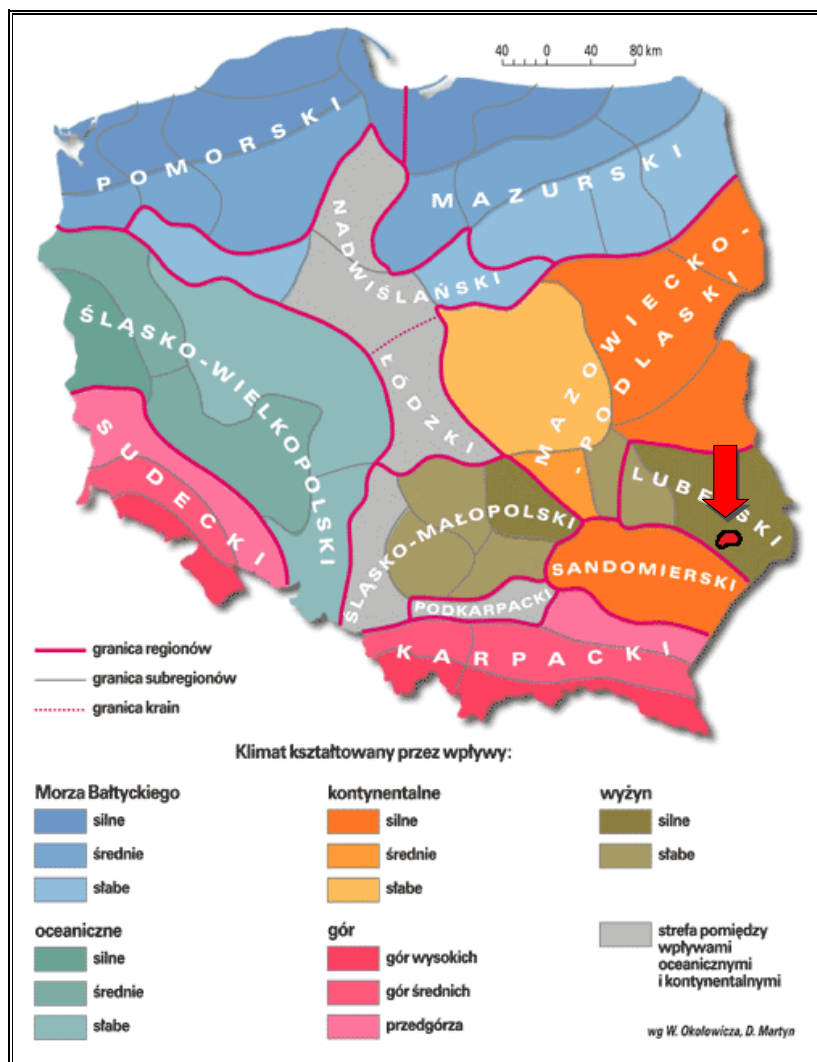 40 0 40 80 km
POMORSKI
MAZURSKI
NADWIŚLAŃSKI
MAZOWIECKO-
-PODLASKI
ŚLĄSKO-WIELKOPOLSKI
ŁÓDZKI
SUDECKI
LUBE SKI
ŚLĄSKO-MAŁOPOLSKI
SANDOMIERSKI
PODKARPACKI
KARPACKI
granica regionów
granica subregionów
granica krain
Klimat kształtowany przez wpływy:
Morza Bałtyckiego
silne
średnie
słabe
kontynentalne
silne
średnie
słabe
wyżyn
silne
słabe
oceaniczne
silne
średnie
słabe
gór
gór wysokich
gór średnich
przedgórza
strefa pomiędzy
wpływami
oceanicznymi
i kontynentalnymi
wg W. Okołowicza, D. Martyn